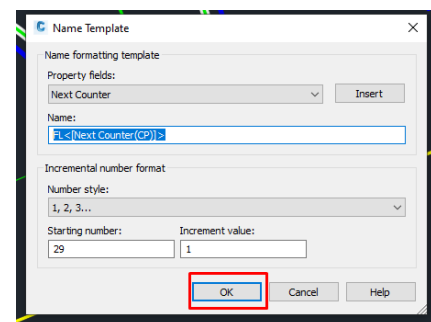 C Name Template
Name formatting template
Property fields:
Next Counter Insert
Name:
FL<[Next Counter(CP)]>
Incremental number format
Number style:
1, 2, 3...
Starting number: Increment value:
29 1
OK Cancel Help